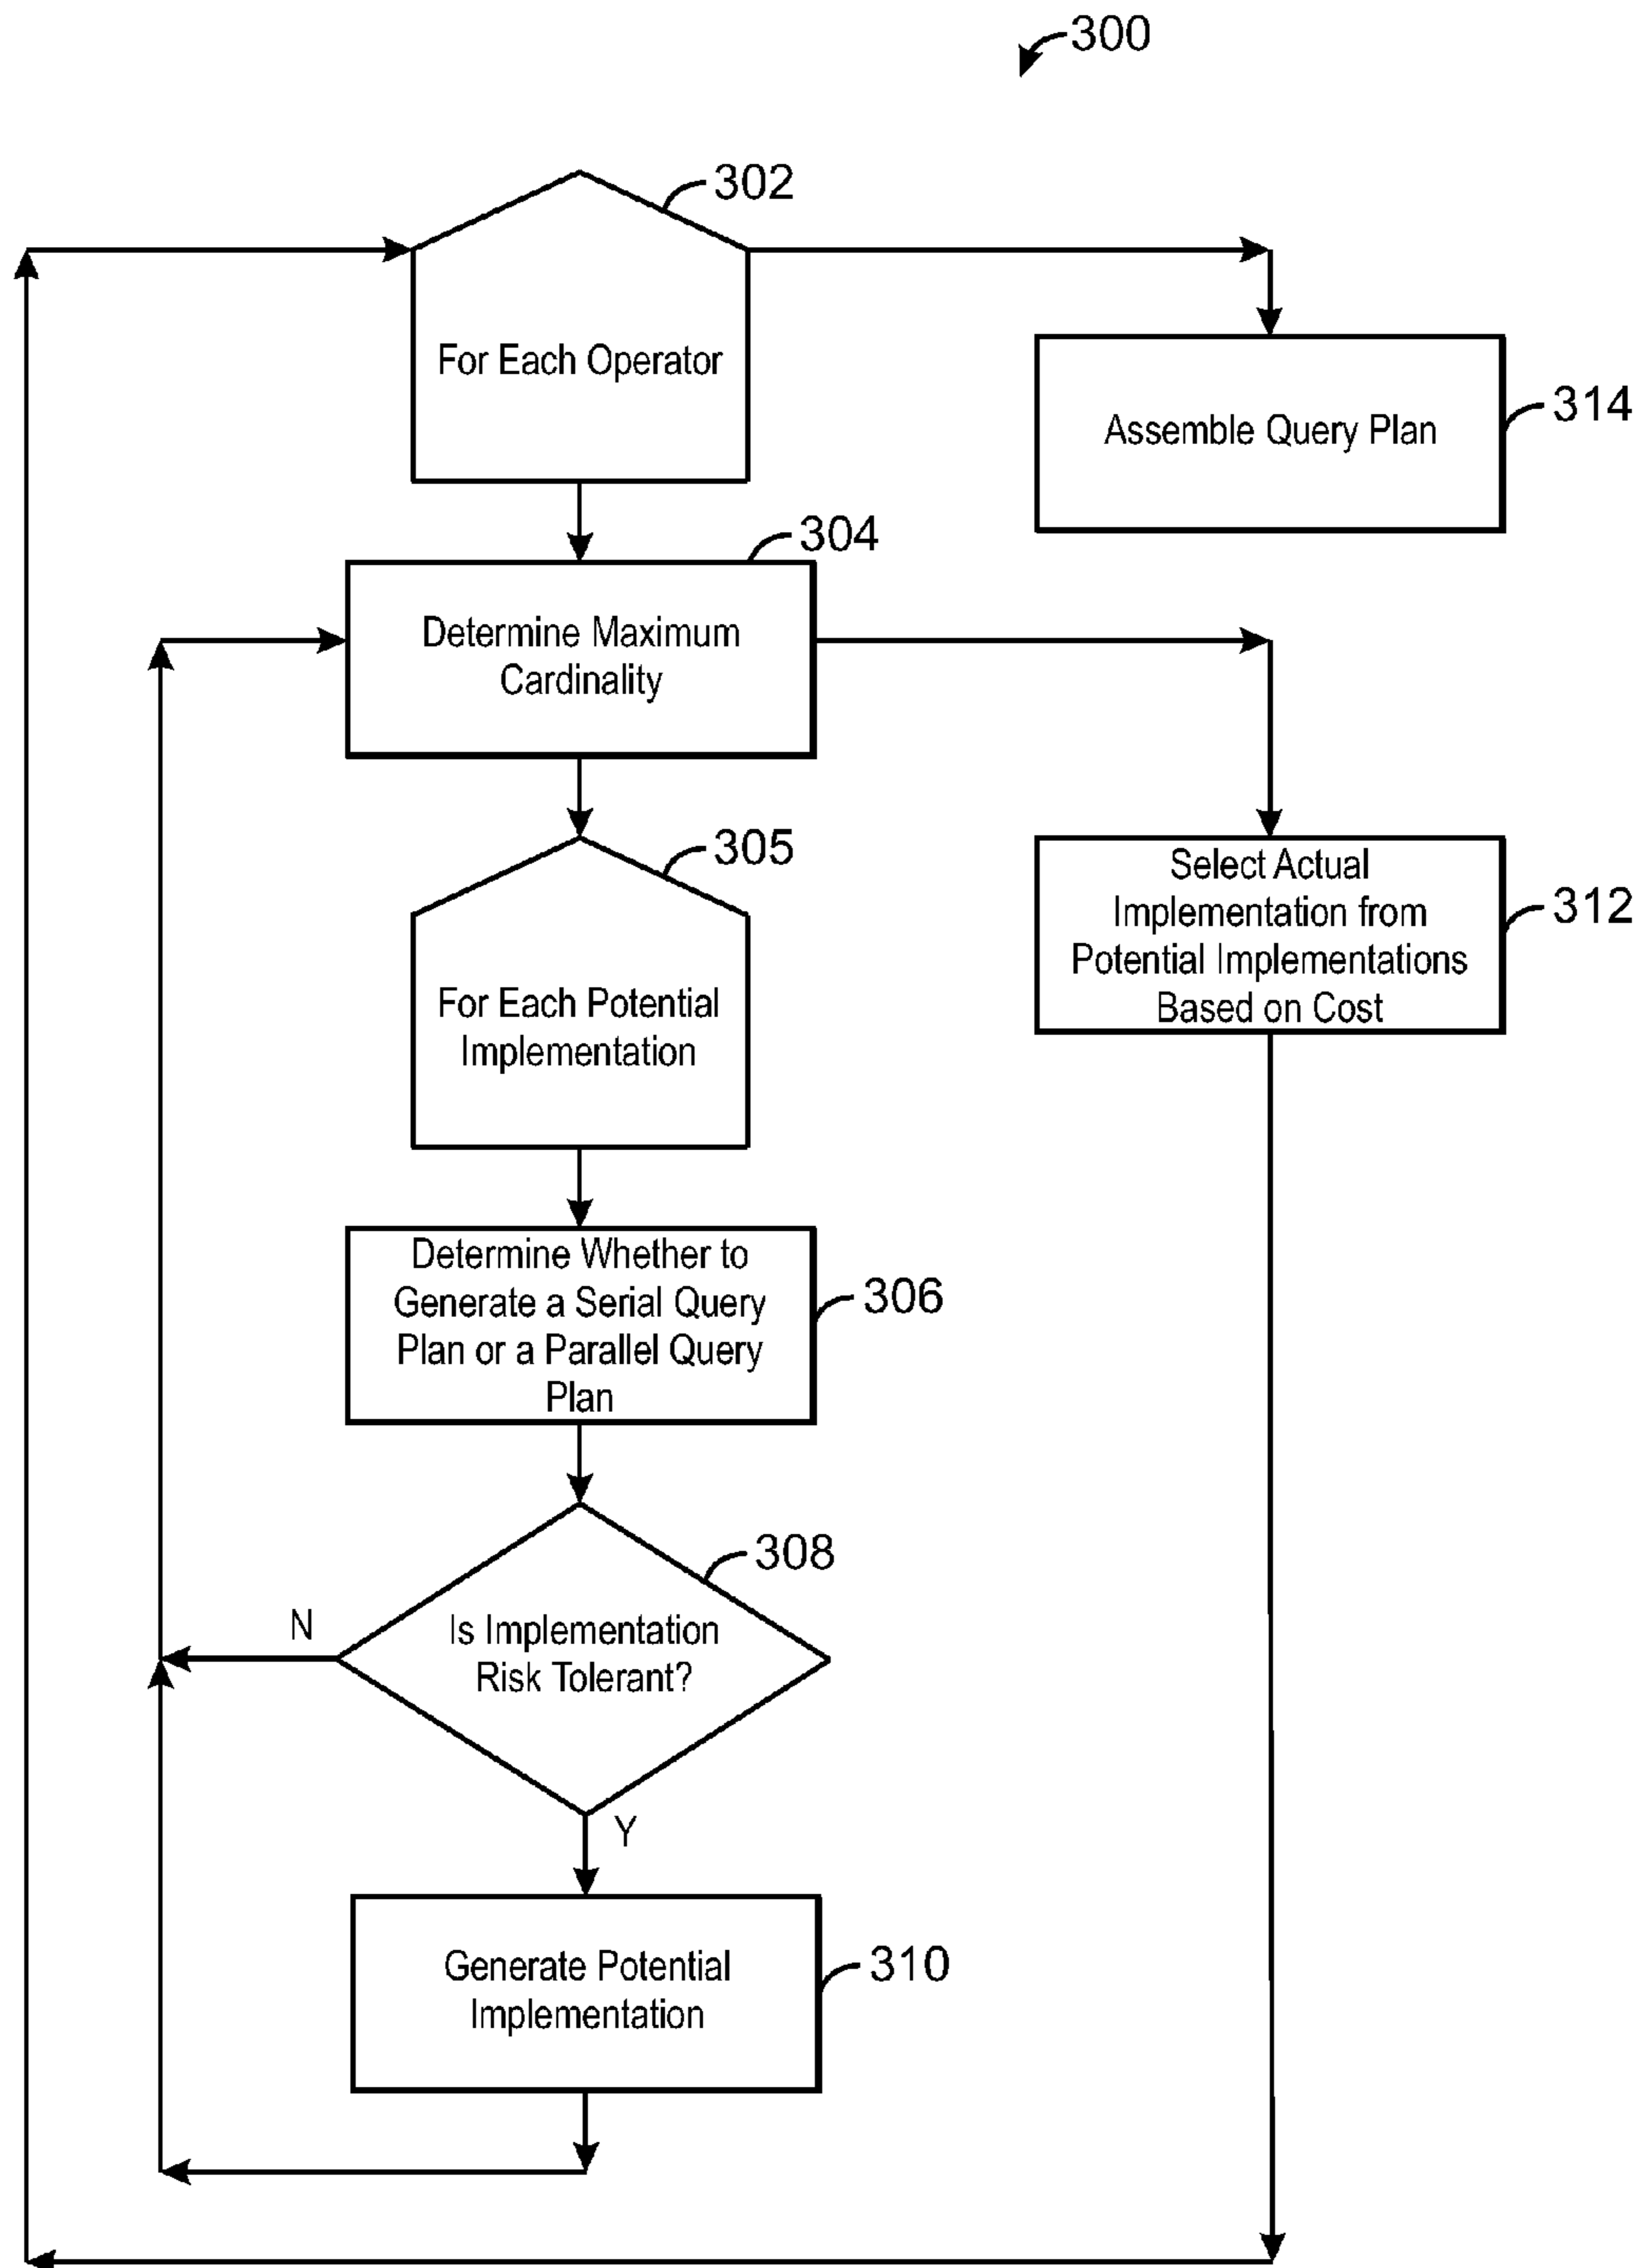 300
302
For Each Operator
314
Assemble Query Plan
304
Determine Maximum
Cardinality
305
For Each Potential
Implementation
312
Select Actual
Implementation from
Potential Implementations
Based on Cost
306
Determine Whether to
Generate a Serial Query
Plan or a Parallel Query
Plan
308
Is Implementation
Risk Tolerant?
N
Y
310
Generate Potential
Implementation